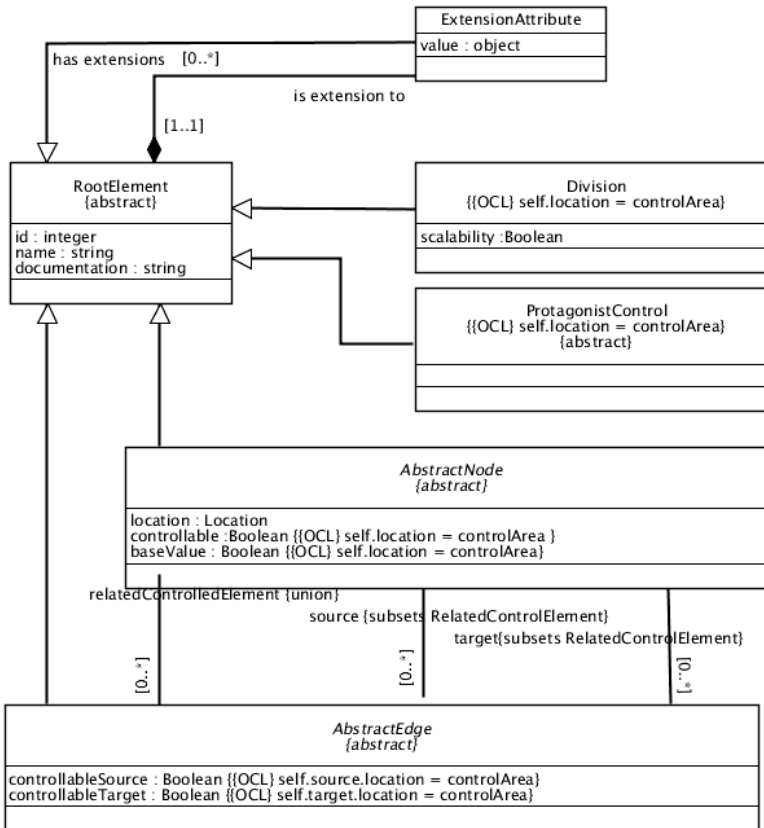 ExtensionAttribute
value : object
has extensions [0..*]
is extension to
[1..1]
RootElement
{abstract}
id : integer
name : string
documentation : string
Division
{{OCL} self.location = controlArea}
scalability :Boolean
ProtagonistControl
{{OCL} self.location = controlArea}
{abstract}
AbstractNode
{abstract}
location : Location
controllable :Boolean {{OCL} self.location = controlArea }
baseValue : Boolean {{OCL} self.location = controlArea}
relatedControlledElement {union}
source {subsets RelatedControlElement}
target{subsets RelatedControlElement}
[0..*]
[0..*]
[0..*]
AbstractEdge
{abstract}
controllableSource : Boolean {{OCL} self.source.location = controlArea}
controllableTarget : Boolean {{OCL} self.target.location = controlArea}